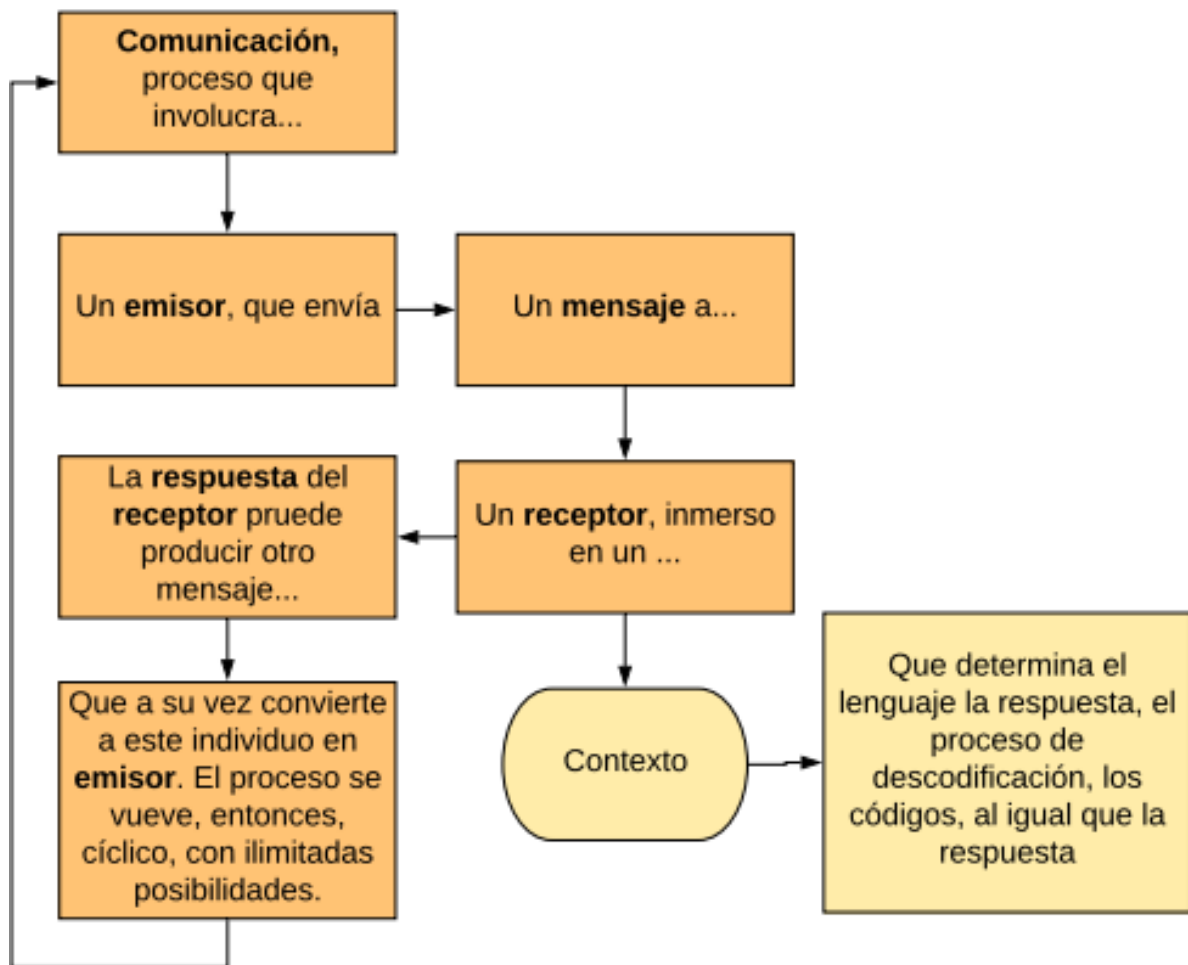 Comunicación,
proceso que
involucra...
Un emisor, que envía
Un mensaje a...
Un receptor, inmerso
en un ...
La respuesta del
receptor pruede
producir otro
mensaje...
Que a su vez convierte
a este individuo en
emisor. El proceso se
vueve, entonces,
cíclico, con ilimitadas
posibilidades.
Contexto
Que determina el
lenguaje la respuesta, el
proceso de
descodificación, los
códigos, al igual que la
respuesta